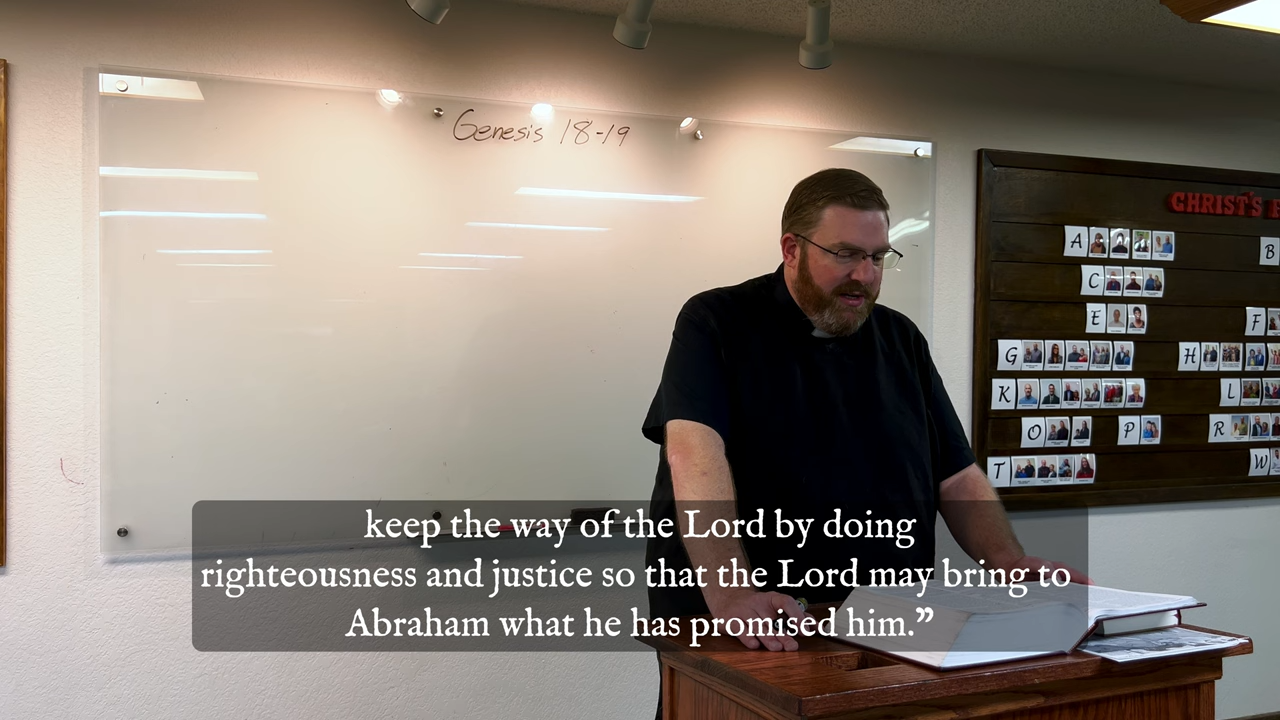 Genesis 18-19
CHRIST'S
A
B
C
E
F
G
H
K
L
O
P
R
T
W
keep the way of the Lord by doing
righteousness and justice so that the Lord may bring to
Abraham what he has promised him.”